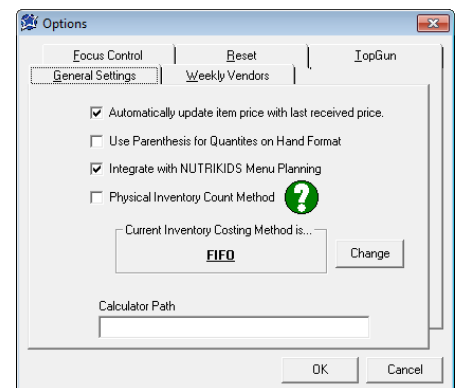 Options
Focus Control
Reset
TopGun
General Settings
Weekly Vendors
Automatically update item price with last received price.
Use Parenthesis for Quantites on Hand Format
Integrate with NUTRIKIDS Menu Planning
Physical Inventory Count Method
?
Current Inventory Costing Method is...
FIFO
Change
Calculator Path
OK
Cancel